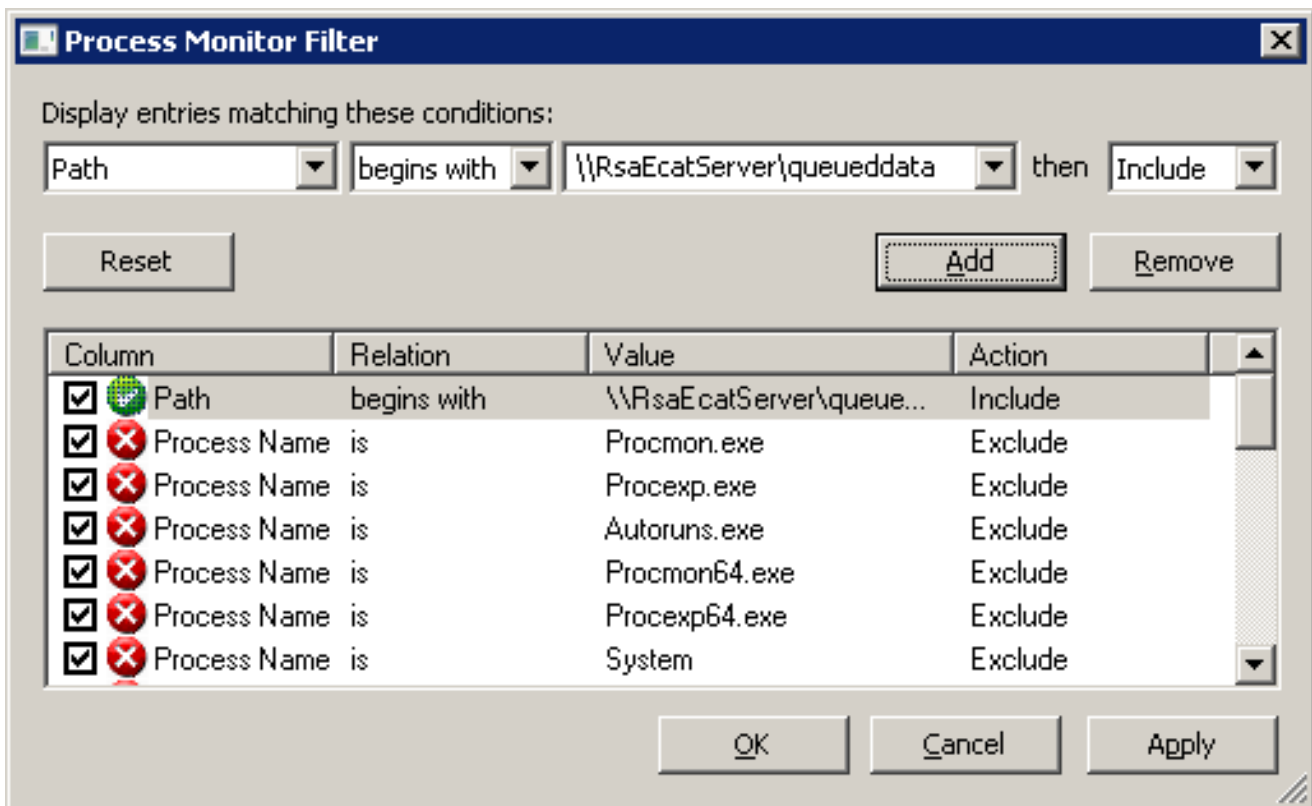 Process Monitor Filter
Display entries matching these conditions:
Path begins with \\RsaEcatServer\queueddata then Include
Reset Add Remove
Column Relation Value Action
Path begins with \\RsaEcatServer\queue... Include
Process Name is Procmon.exe Exclude
Process Name is Procexp.exe Exclude
Process Name is Autoruns.exe Exclude
Process Name is Procmon64.exe Exclude
Process Name is Procexp64.exe Exclude
Process Name is System Exclude
OK Cancel Apply